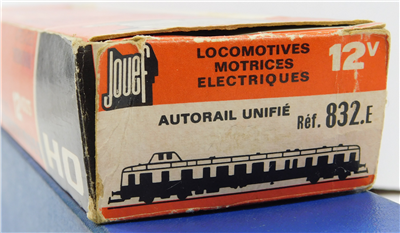 Jouef
LOCOMOTIVES
MOTRICES
ELECTRIQUES
12V
AUTORAIL UNIFIÉ
Réf. 832.E
HO